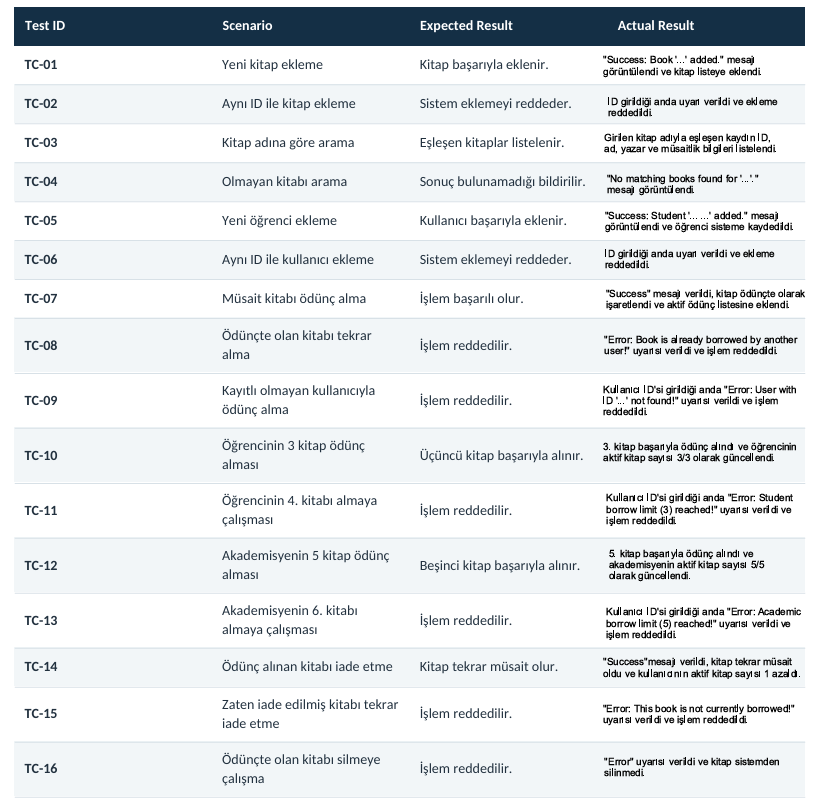 Test ID Scenario Expected Result Actual Result
TC-01 Yeni kitap ekleme Kitap başarıyla eklenir. "Success: Book '...' added." mesajı
görüntülendi ve kitap listeye eklendi.
TC-02 Aynı ID ile kitap ekleme Sistem eklemeyi reddeder. ID girildiği anda uyarı verildi ve ekleme
reddedildi.
TC-03 Kitap adına göre arama Eşleşen kitaplar listelenir. Girilen kitap adıyla eşleşen kaydın ID,
ad, yazar ve müsaitlik bilgileri listelendi.
TC-04 Olmayan kitabı arama Sonuç bulunamadığı bildirilir. "No matching books found for '...'."
mesajı görüntülendi.
TC-05 Yeni öğrenci ekleme Kullanıcı başarıyla eklenir. "Success: Student '... ...' added." mesajı
görüntülendi ve öğrenci sisteme kaydedildi.
TC-06 Aynı ID ile kullanıcı ekleme Sistem eklemeyi reddeder. ID girildiği anda uyarı verildi ve ekleme
reddedildi.
TC-07 Müsait kitabı ödünç alma İşlem başarılı olur. "Success" mesajı verildi, kitap ödünçte olarak
işaretlendi ve aktif ödünç listesine eklendi.
TC-08 Ödünçte olan kitabı tekrar
alma İşlem reddedilir. "Error: Book is already borrowed by another
user!" uyarısı verildi ve işlem reddedildi.
TC-09 Kayıtlı olmayan kullanıcıyla
ödünç alma İşlem reddedilir. Kullanıcı ID'si girildiği anda "Error: User with
ID '...' not found!" uyarısı verildi ve işlem
reddedildi.
TC-10 Öğrencinin 3 kitap ödünç
alması Üçüncü kitap başarıyla alınır. 3. kitap başarıyla ödünç alındı ve öğrencinin
aktif kitap sayısı 3/3 olarak güncellendi.
TC-11 Öğrencinin 4. kitabı almaya
çalışması İşlem reddedilir. Kullanıcı ID'si girildiği anda "Error: Student
borrow limit (3) reached!" uyarısı verildi ve
işlem reddedildi.
TC-12 Akademisyenin 5 kitap ödünç
alması Beşinci kitap başarıyla alınır. 5. kitap başarıyla ödünç alındı ve
akademisyenin aktif kitap sayısı 5/5
olarak güncellendi.
TC-13 Akademisyenin 6. kitabı
almaya çalışması İşlem reddedilir. Kullanıcı ID'si girildiği anda "Error: Academic
borrow limit (5) reached!" uyarısı verildi ve
işlem reddedildi.
TC-14 Ödünç alınan kitabı iade etme Kitap tekrar müsait olur. "Success"mesajı verildi, kitap tekrar müsait
oldu ve kullanıcının aktif kitap sayısı 1 azaldı.
TC-15 Zaten iade edilmiş kitabı tekrar
iade etme İşlem reddedilir. "Error: This book is not currently borrowed!"
uyarısı verildi ve işlem reddedildi.
TC-16 Ödünçte olan kitabı silmeye
çalışma İşlem reddedilir. "Error" uyarısı verildi ve kitap sistemden
silinmedi.